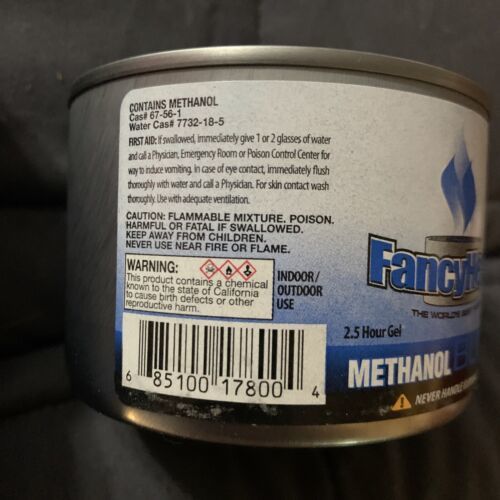 CONTAINS METHANOL
Cas# 67-56-1
Water Cas# 7732-18-5
FIRST AID: If swallowed, immediately give 1 or 2 glasses of water
and call a Physician, Emergency Room or Poison Control Center for
way to induce vomiting. In case of eye contact, immediately flush
thoroughly with water and call a Physician. For skin contact wash
thoroughly. Use with adequate ventilation.
CAUTION: FLAMMABLE MIXTURE. POISON.
HARMFUL OR FATAL IF SWALLOWED.
KEEP AWAY FROM CHILDREN.
NEVER USE NEAR FIRE OR FLAME.
WARNING:
This product contains a chemical
known to the state of California
to cause birth defects or other
reproductive harm.
INDOOR/
OUTDOOR
USE
6 85100 17800 4
FancyHe
THE WORLD'S
2.5 Hour Gel
METHANOL
NEVER HANDLE